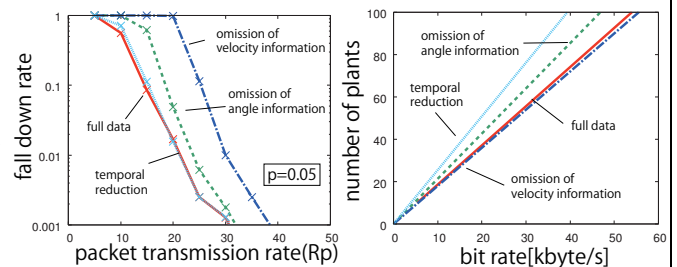 fall down rate
1
0.1
0.01
0.001
omission of
velocity information
omission of
angle information
full data
temporal
reduction
p=0.05
0
10
20
30
40
50
packet transmission rate(Rp)
number of plants
100
80
60
40
20
0
omission of
angle information
temporal
reduction
full data
omission of
velocity information
0
10
20
30
40
50
60
bit rate[kbyte/s]